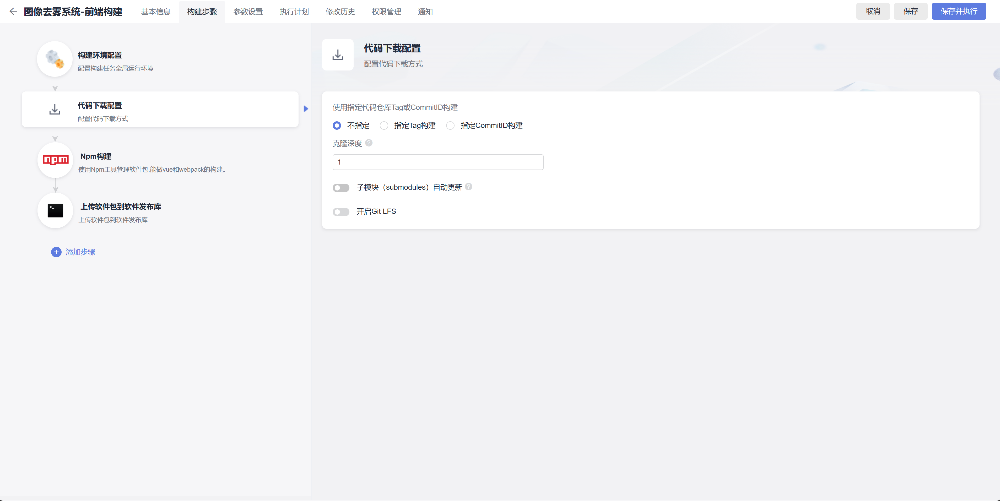 图像去雾系统-前端构建 基本信息 构建步骤 参数设置 执行计划 修改历史 权限管理 通知 取消 保存 保存并执行
构建环境配置
配置构建任务全局运行环境
代码下载配置
配置代码下载方式
npm
Npm构建
使用Npm工具管理软件包,能做vue和webpack的构建。
>_
上传软件包到软件发布库
上传软件包到软件发布库
添加步骤
代码下载配置
配置代码下载方式
使用指定代码仓库Tag或CommitID构建
不指定 指定Tag构建 指定CommitID构建
克隆深度 ?
1
子模块（submodules）自动更新 ?
开启Git LFS